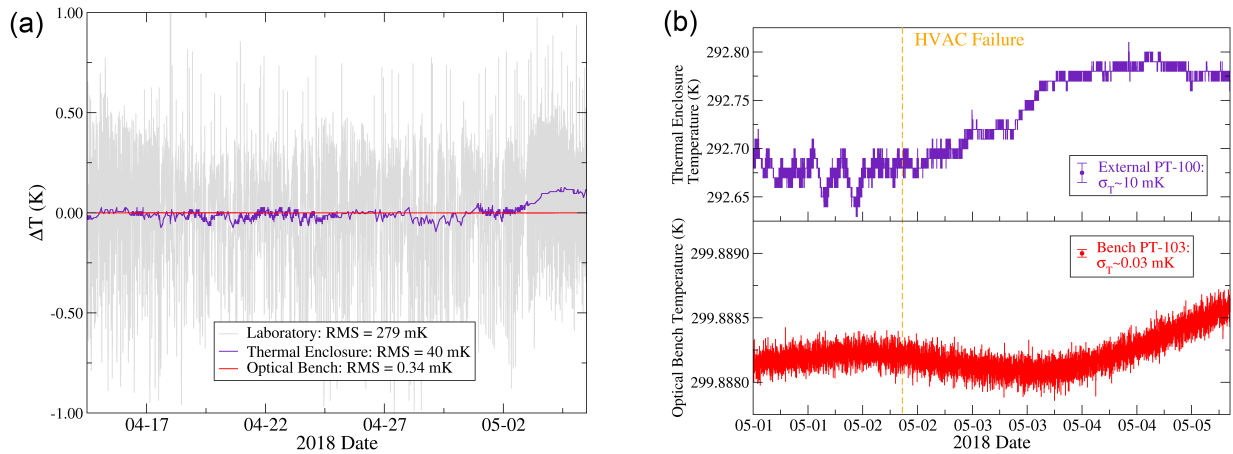 (a)
1.00
0.50
0.00
-0.50
-1.00
ΔT (K)
Laboratory: RMS = 279 mK
Thermal Enclosure: RMS = 40 mK
Optical Bench: RMS = 0.34 mK
04-17
04-22
04-27
05-02
2018 Date
(b)
HVAC Failure
292.80
292.75
292.70
292.65
Thermal Enclosure
Temperature (K)
External PT-100:
σT~10 mK
299.8890
299.8885
299.8880
Optical Bench Temperature (K)
Bench PT-103:
σT~0.03 mK
05-01
05-01
05-02
05-02
05-03
05-03
05-04
05-04
05-05
2018 Date